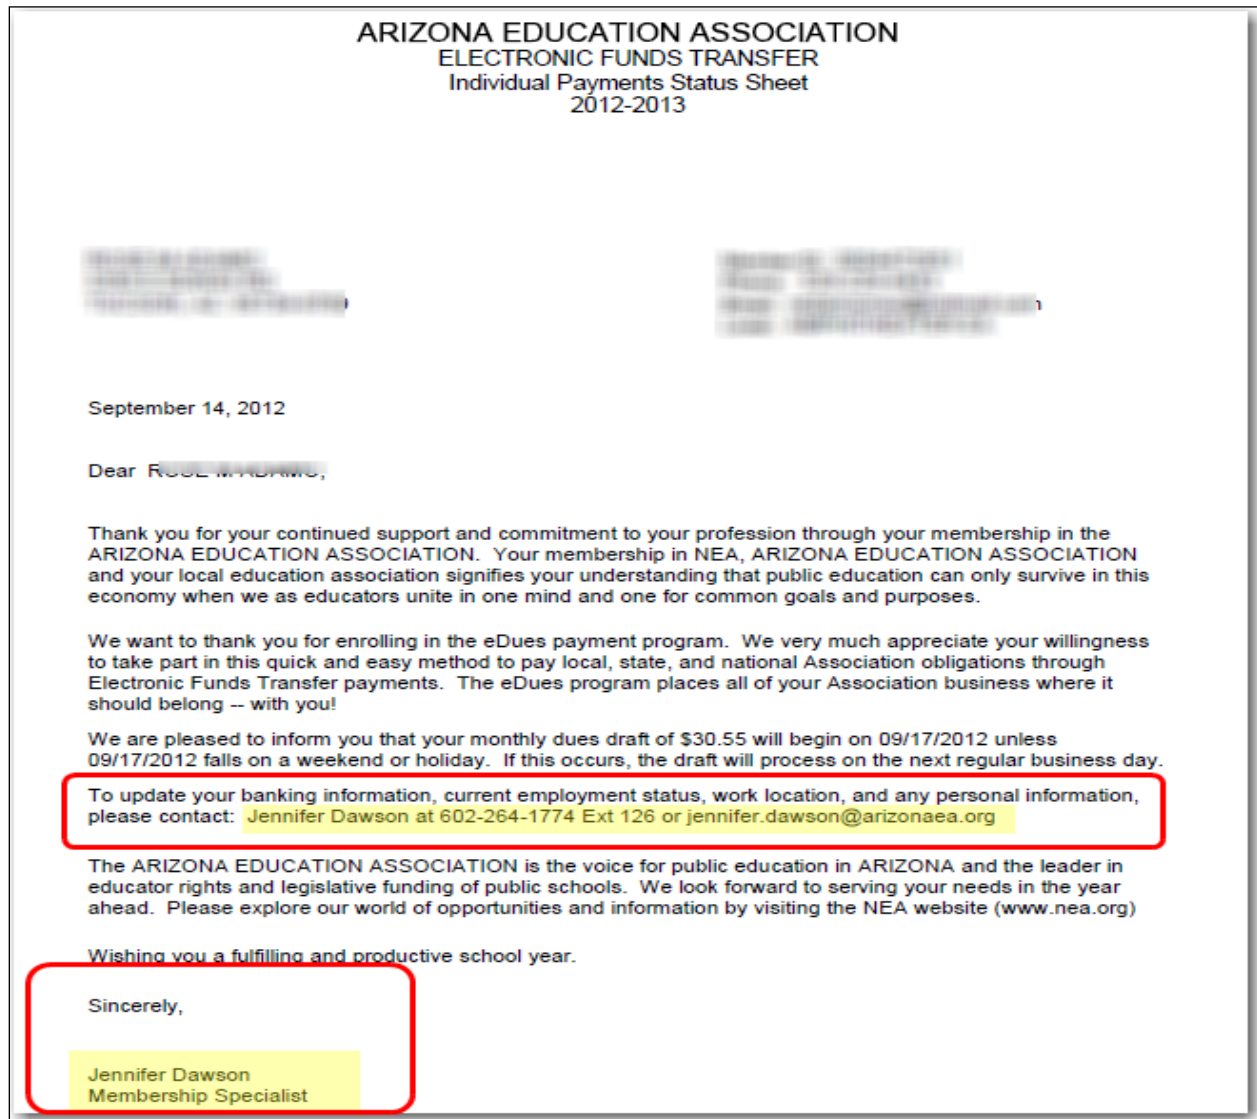 ARIZONA EDUCATION ASSOCIATION
ELECTRONIC FUNDS TRANSFER
Individual Payments Status Sheet
2012-2013
September 14, 2012
Dear
Thank you for your continued support and commitment to your profession through your membership in the
ARIZONA EDUCATION ASSOCIATION. Your membership in NEA, ARIZONA EDUCATION ASSOCIATION
and your local education association signifies your understanding that public education can only survive in this
economy when we as educators unite in one mind and one for common goals and purposes.
We want to thank you for enrolling in the eDues payment program. We very much appreciate your willingness
to take part in this quick and easy method to pay local, state, and national Association obligations through
Electronic Funds Transfer payments. The eDues program places all of your Association business where it
should belong -- with you!
We are pleased to inform you that your monthly dues draft of $30.55 will begin on 09/17/2012 unless
09/17/2012 falls on a weekend or holiday. If this occurs, the draft will process on the next regular business day.
To update your banking information, current employment status, work location, and any personal information,
please contact: Jennifer Dawson at 602-264-1774 Ext 126 or jennifer.dawson@arizonaea.org
The ARIZONA EDUCATION ASSOCIATION is the voice for public education in ARIZONA and the leader in
educator rights and legislative funding of public schools. We look forward to serving your needs in the year
ahead. Please explore our world of opportunities and information by visiting the NEA website (www.nea.org)
Wishing you a fulfilling and productive school year.
Sincerely,
Jennifer Dawson
Membership Specialist